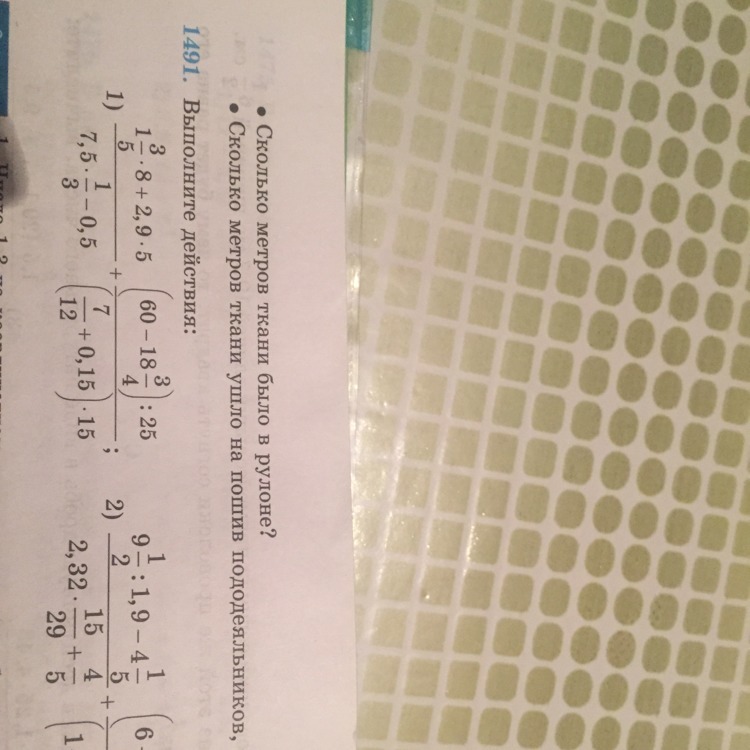 • Сколько метров ткани было в рулоне?
• Сколько метров ткани ушло на пошив пододеяльников,
1491. Выполните действия:
1) (1 3/5 · 8 + 2,9 · 5)/(7,5 · 1/3 − 0,5) + ((60 − 18 3/4) : 25)/((7/12 + 0,15) · 15);
2) (9 1/2 : 1,9 − 4 1/5)/(2,32 · 15/29 + 4/5) + (6 (1